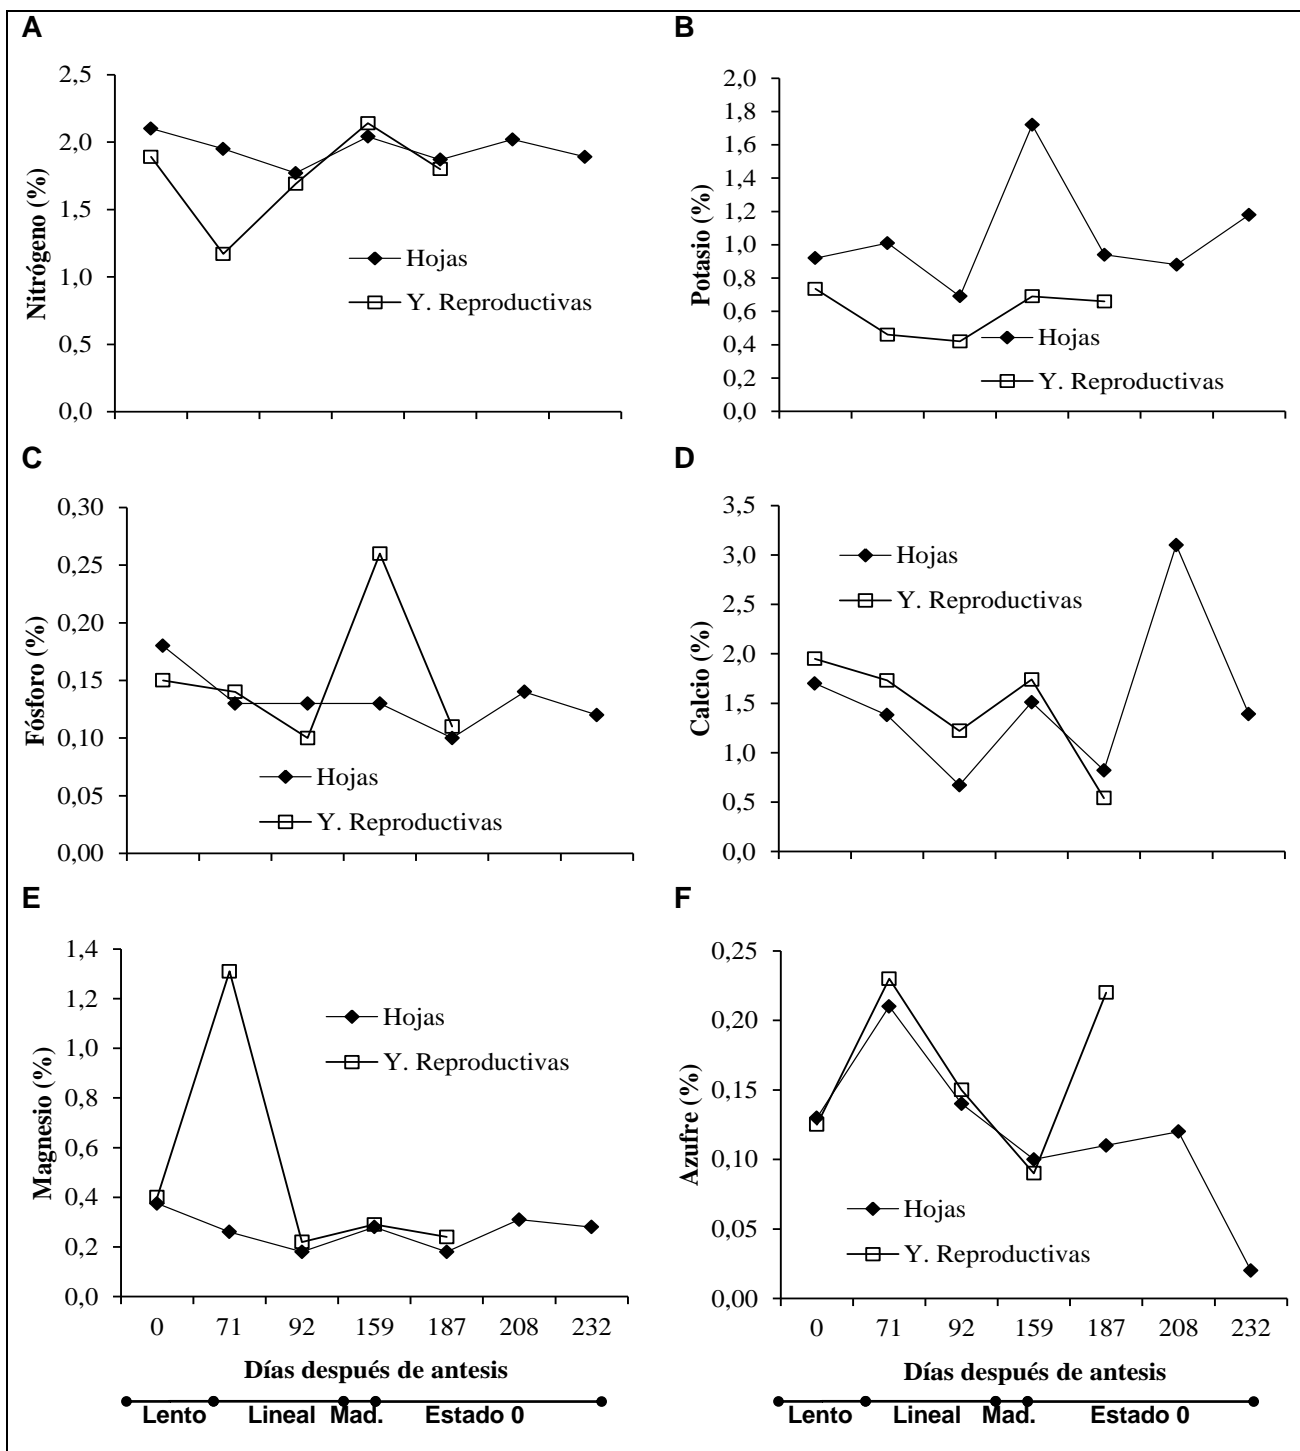 A
2,5
2,0
1,5
1,0
0,5
0,0
Nitrógeno (%)
Hojas
Y. Reproductivas
B
2,0
1,8
1,6
1,4
1,2
1,0
0,8
0,6
0,4
0,2
0,0
Potasio (%)
Hojas
Y. Reproductivas
C
0,30
0,25
0,20
0,15
0,10
0,05
0,00
Fósforo (%)
Hojas
Y. Reproductivas
D
3,5
3,0
2,5
2,0
1,5
1,0
0,5
0,0
Calcio (%)
Hojas
Y. Reproductivas
E
1,4
1,2
1,0
0,8
0,6
0,4
0,2
0,0
Magnesio (%)
Hojas
Y. Reproductivas
0 71 92 159 187 208 232
Días después de antesis
Lento Lineal Mad. Estado 0
F
0,25
0,20
0,15
0,10
0,05
0,00
Azufre (%)
Hojas
Y. Reproductivas
0 71 92 159 187 208 232
Días después de antesis
Lento Lineal Mad. Estado 0